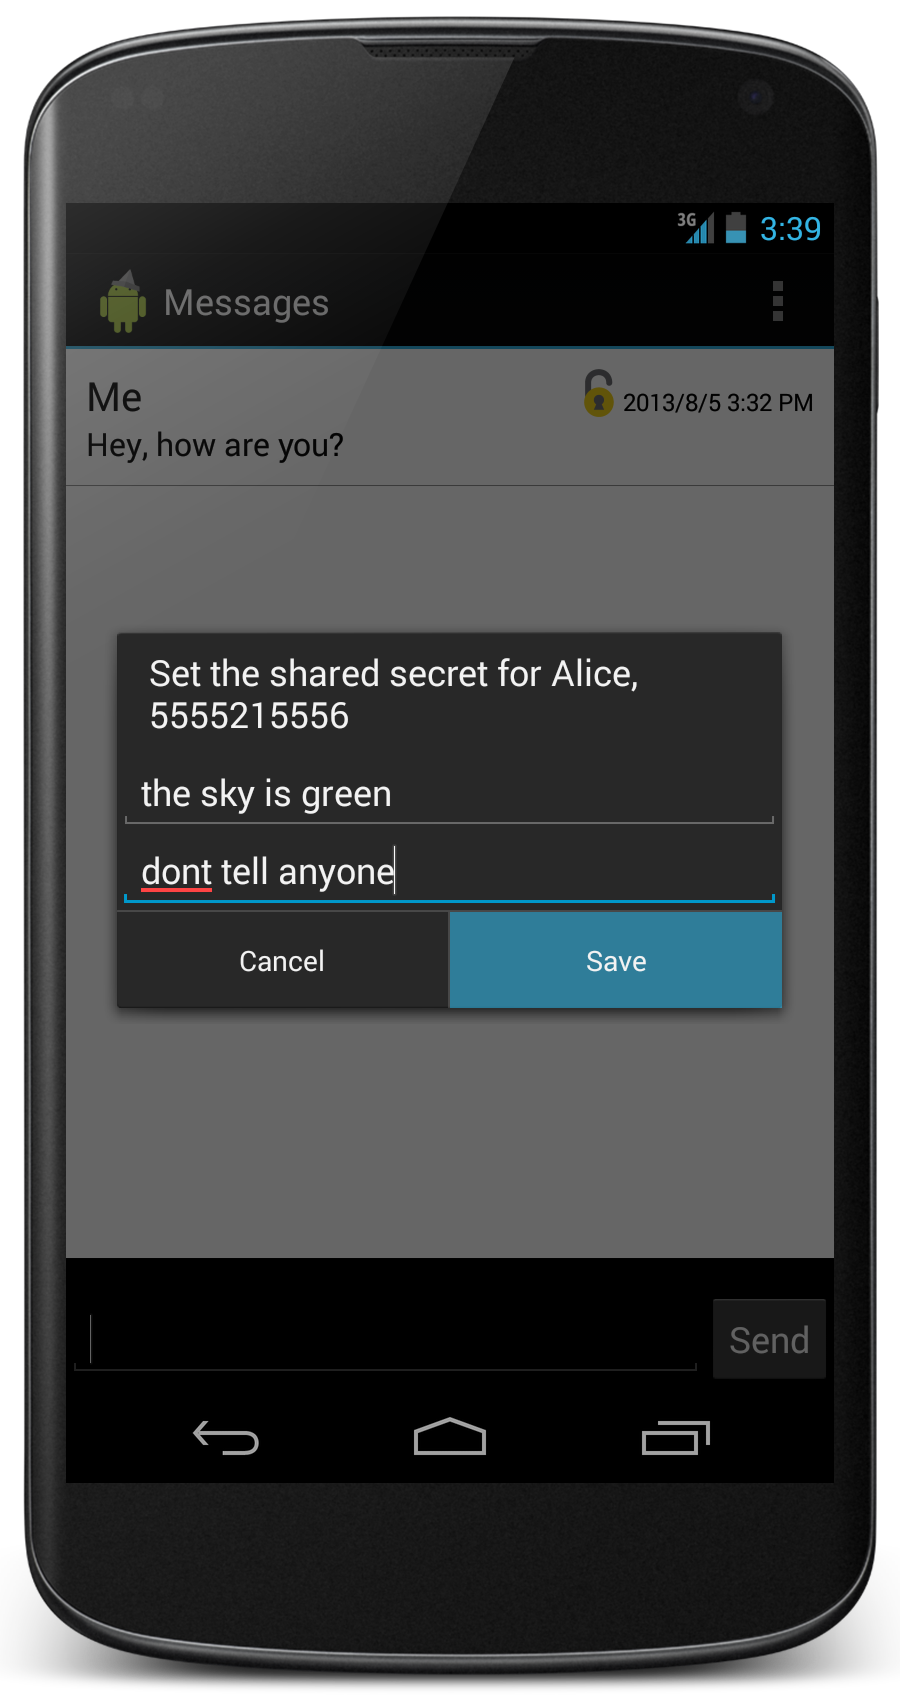 3G 3:39
Messages
Me 2013/8/5 3:32 PM
Hey, how are you?
Set the shared secret for Alice,
5555215556
the sky is green
dont tell anyone
Cancel Save
Send